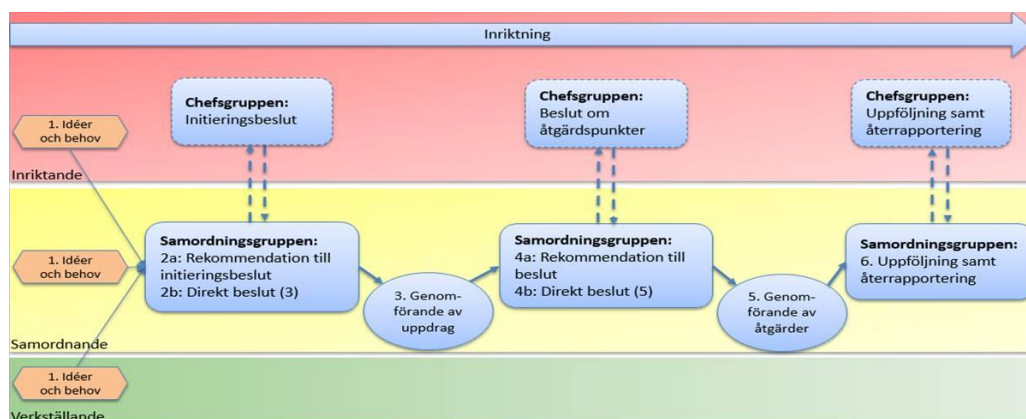 Inriktning
Chefsgruppen:
Initieringsbeslut
Chefsgruppen:
Beslut om
åtgärdspunkter
Chefsgruppen:
Uppföljning samt
återrapportering
1. Idéer
och behov
Inriktande
Samordningsgruppen:
2a: Rekommendation till
initieringsbeslut
2b: Direkt beslut (3)
Samordningsgruppen:
4a: Rekommendation till
beslut
4b: Direkt beslut (5)
Samordningsgruppen:
6. Uppföljning samt
återrapportering
1. Idéer
och behov
3. Genom-
förande av
uppdrag
5. Genom-
förande av
åtgärder
Samordnande
1. Idéer
och behov
Verkställande